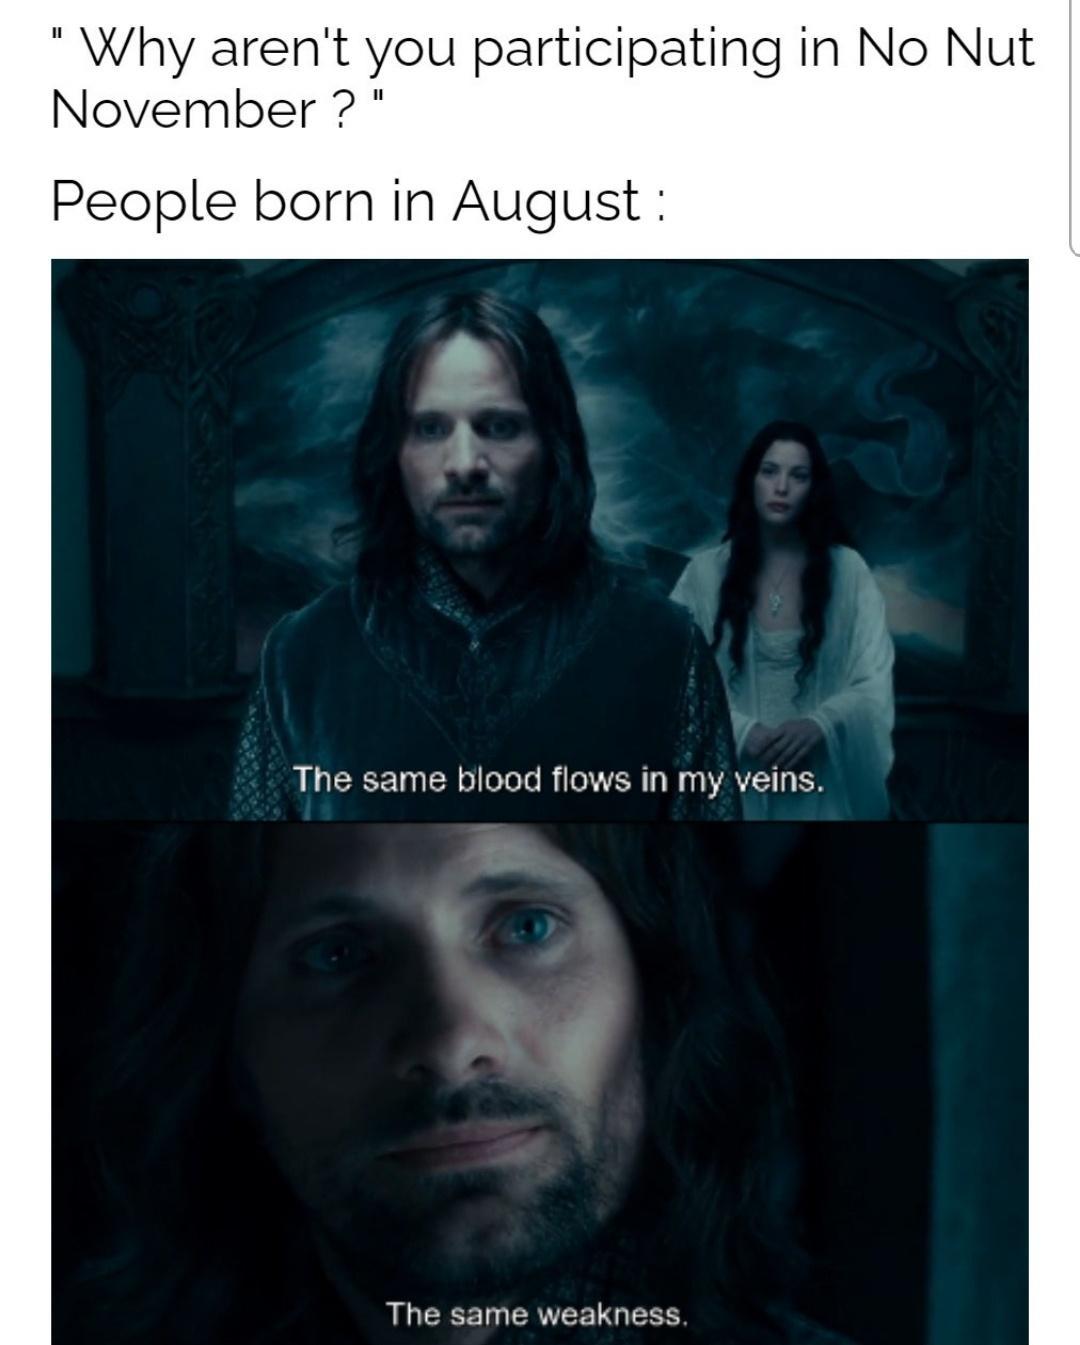 " Why aren't you participating in No Nut
November ? "
People born in August :
The same blood flows in my veins.
The same weakness.